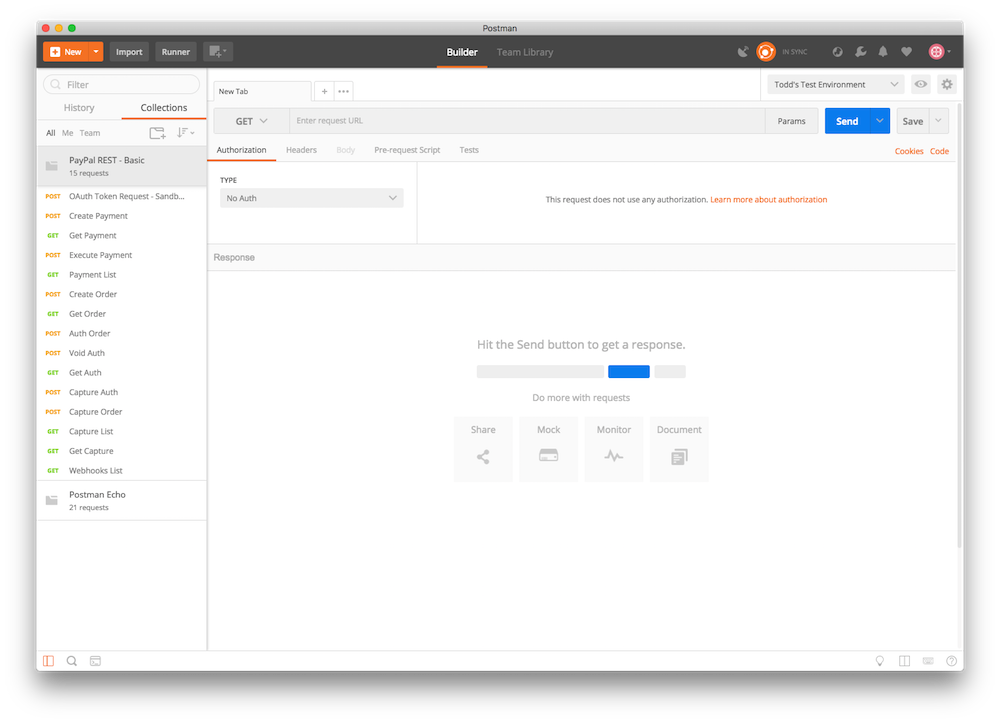 Postman
New
Import
Runner
Builder
Team Library
IN SYNC
Filter
History
Collections
All Me Team
PayPal REST - Basic
15 requests
POST OAuth Token Request - Sandb...
POST Create Payment
GET Get Payment
POST Execute Payment
GET Payment List
POST Create Order
GET Get Order
POST Auth Order
POST Void Auth
GET Get Auth
POST Capture Auth
POST Capture Order
GET Capture List
GET Get Capture
GET Webhooks List
Postman Echo
21 requests
New Tab
Todd's Test Environment
GET
Enter request URL
Params
Send
Save
Authorization
Headers
Body
Pre-request Script
Tests
Cookies
Code
TYPE
No Auth
This request does not use any authorization. Learn more about authorization
Response
Hit the Send button to get a response.
Do more with requests
Share
Mock
Monitor
Document